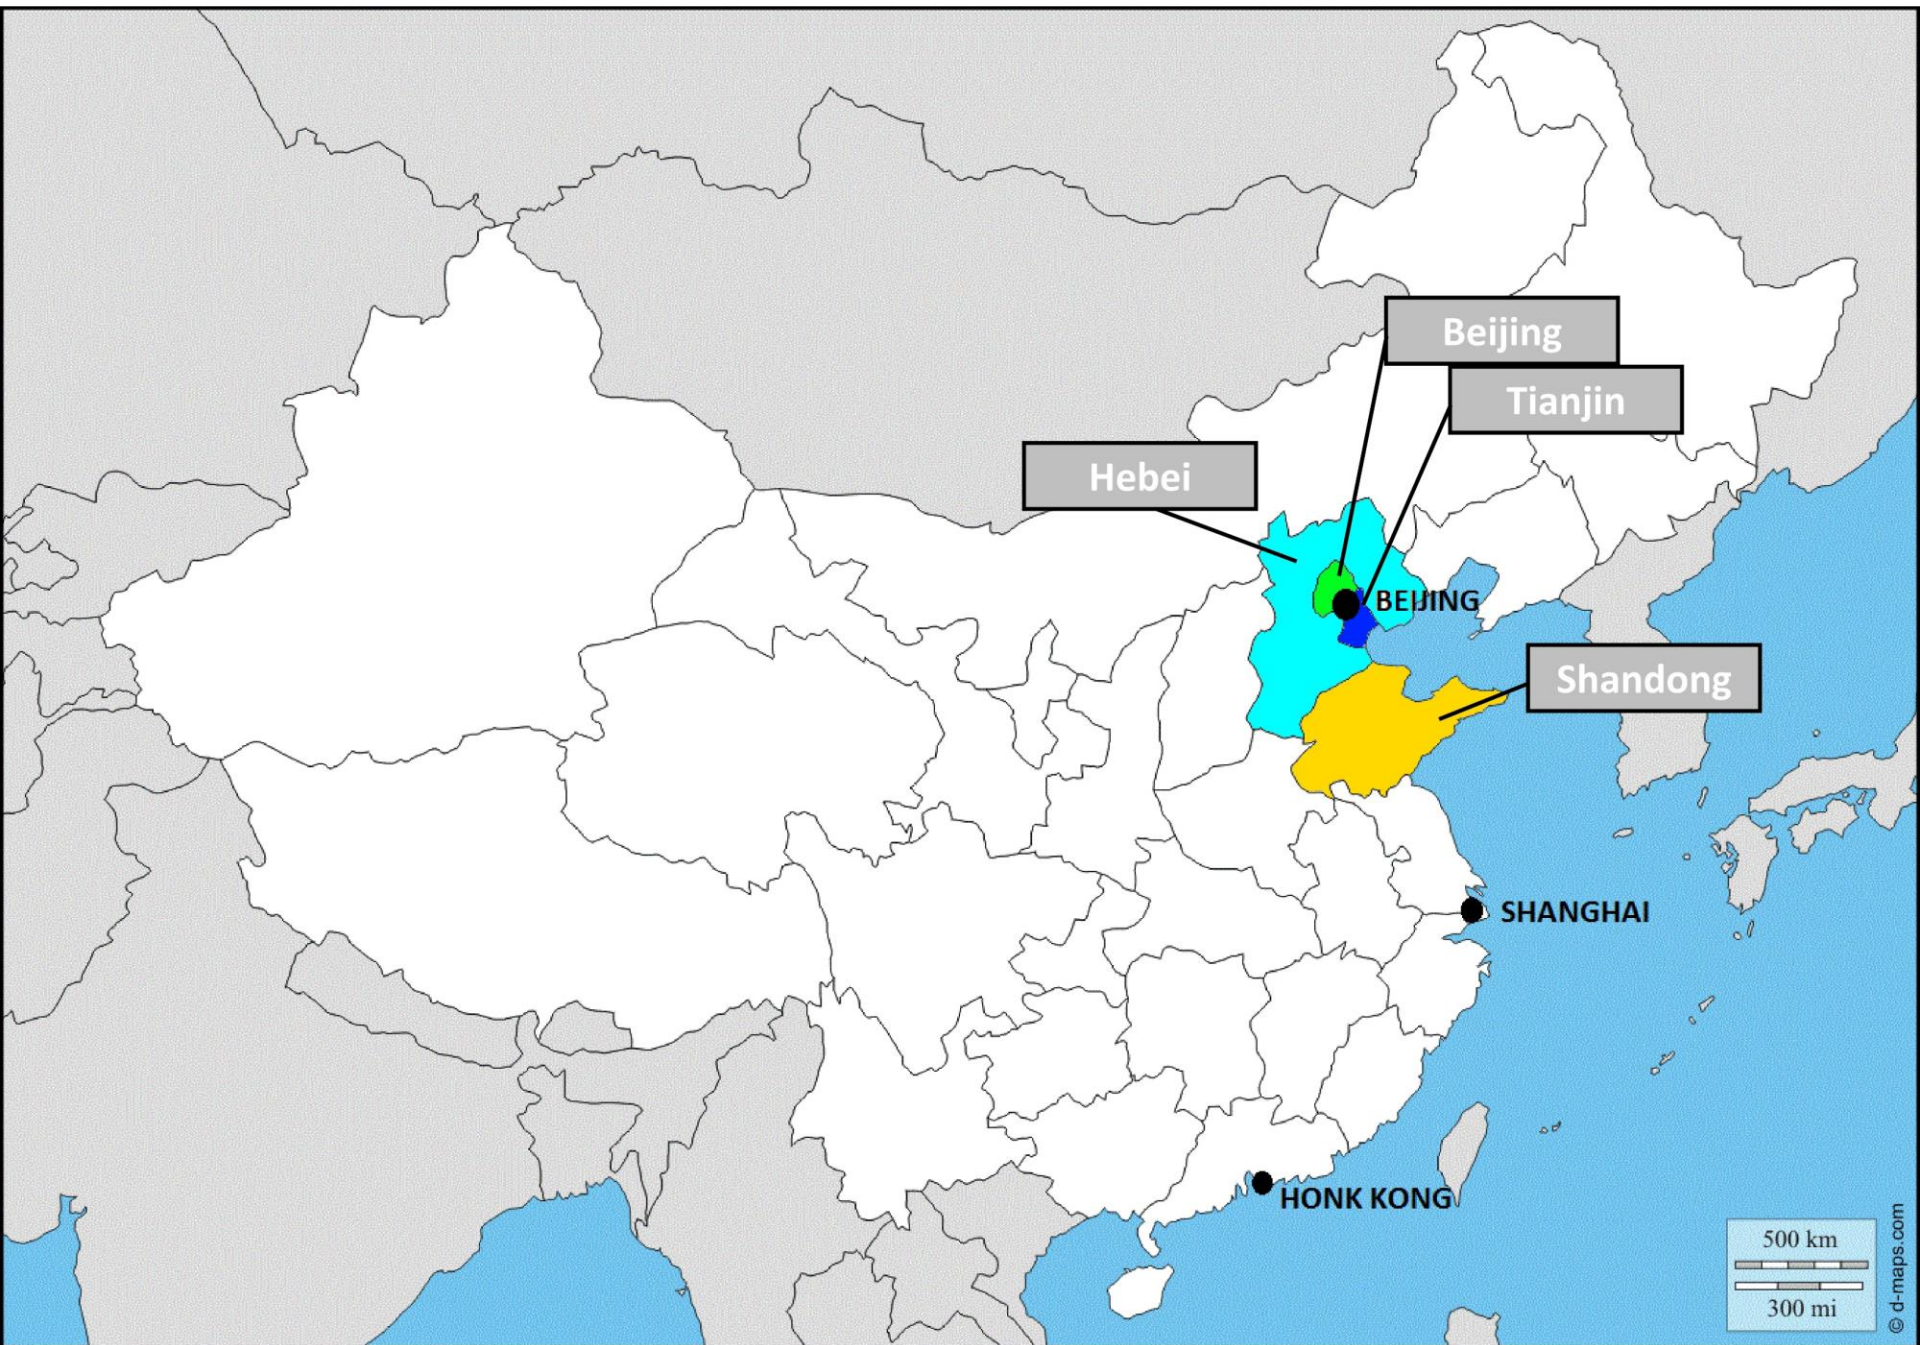 Beijing
Tianjin
Hebei
BEIJING
Shandong
SHANGHAI
HONK KONG
500 km
300 mi
© d-maps.com